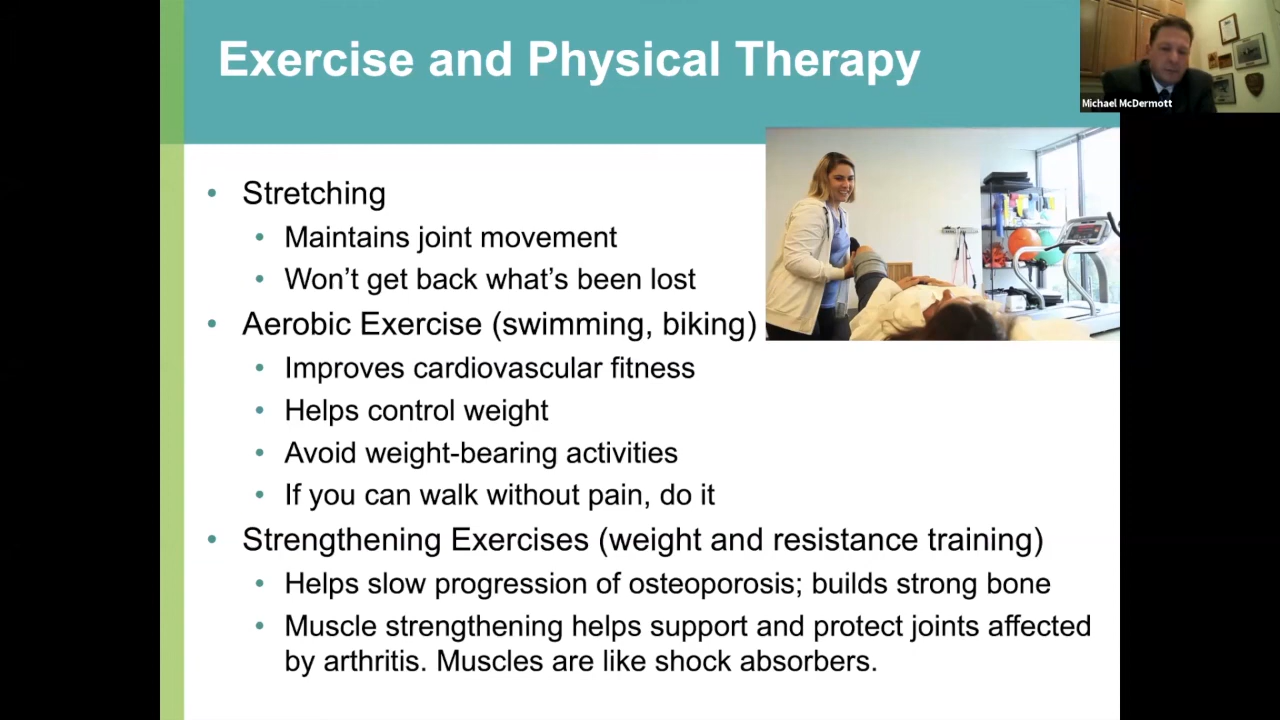 Exercise and Physical Therapy
Michael McDermott
• Stretching
• Maintains joint movement
• Won’t get back what’s been lost
• Aerobic Exercise (swimming, biking)
• Improves cardiovascular fitness
• Helps control weight
• Avoid weight-bearing activities
• If you can walk without pain, do it
• Strengthening Exercises (weight and resistance training)
• Helps slow progression of osteoporosis; builds strong bone
• Muscle strengthening helps support and protect joints affected
by arthritis. Muscles are like shock absorbers.